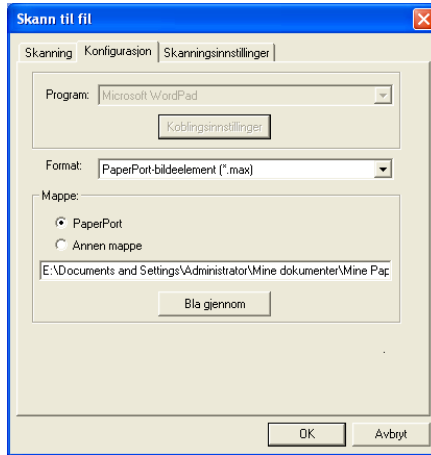 Skann til fil
Skanning Konfigurasjon Skanningsinnstillinger
Program: Microsoft WordPad
Koblingsinnstillinger
Format: PaperPort-bildeelement (*.max)
Mappe:
PaperPort
Annen mappe
E:\Documents and Settings\Administrator\Mine dokumenter\Mine Pap
Bla gjennom
OK Avbryt